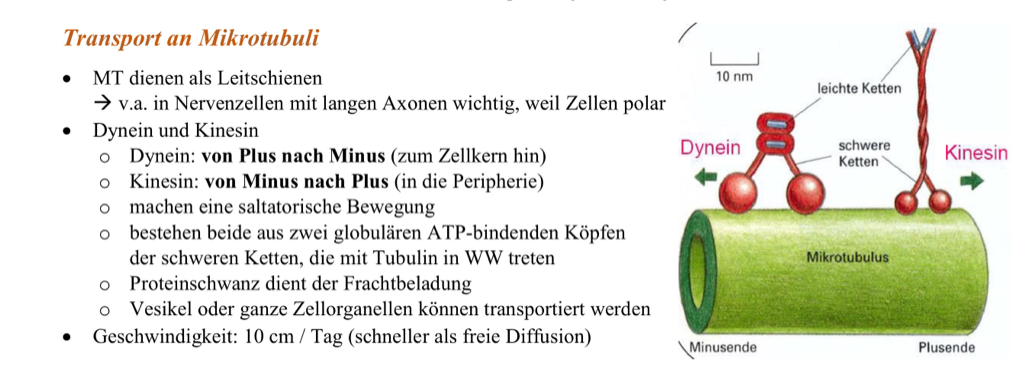 Transport an Mikrotubuli
• MT dienen als Leitschienen
→ v.a. in Nervenzellen mit langen Axonen wichtig, weil Zellen polar
• Dynein und Kinesin
o Dynein: von Plus nach Minus (zum Zellkern hin)
o Kinesin: von Minus nach Plus (in die Peripherie)
o machen eine saltatorische Bewegung
o bestehen beide aus zwei globulären ATP-bindenden Köpfen
der schweren Ketten, die mit Tubulin in WW treten
o Proteinschwanz dient der Frachtbeladung
o Vesikel oder ganze Zellorganellen können transportiert werden
• Geschwindigkeit: 10 cm / Tag (schneller als freie Diffusion)
10 nm
leichte Ketten
Dynein
schwere
Ketten
Kinesin
Mikrotubulus
Minusende
Plusende